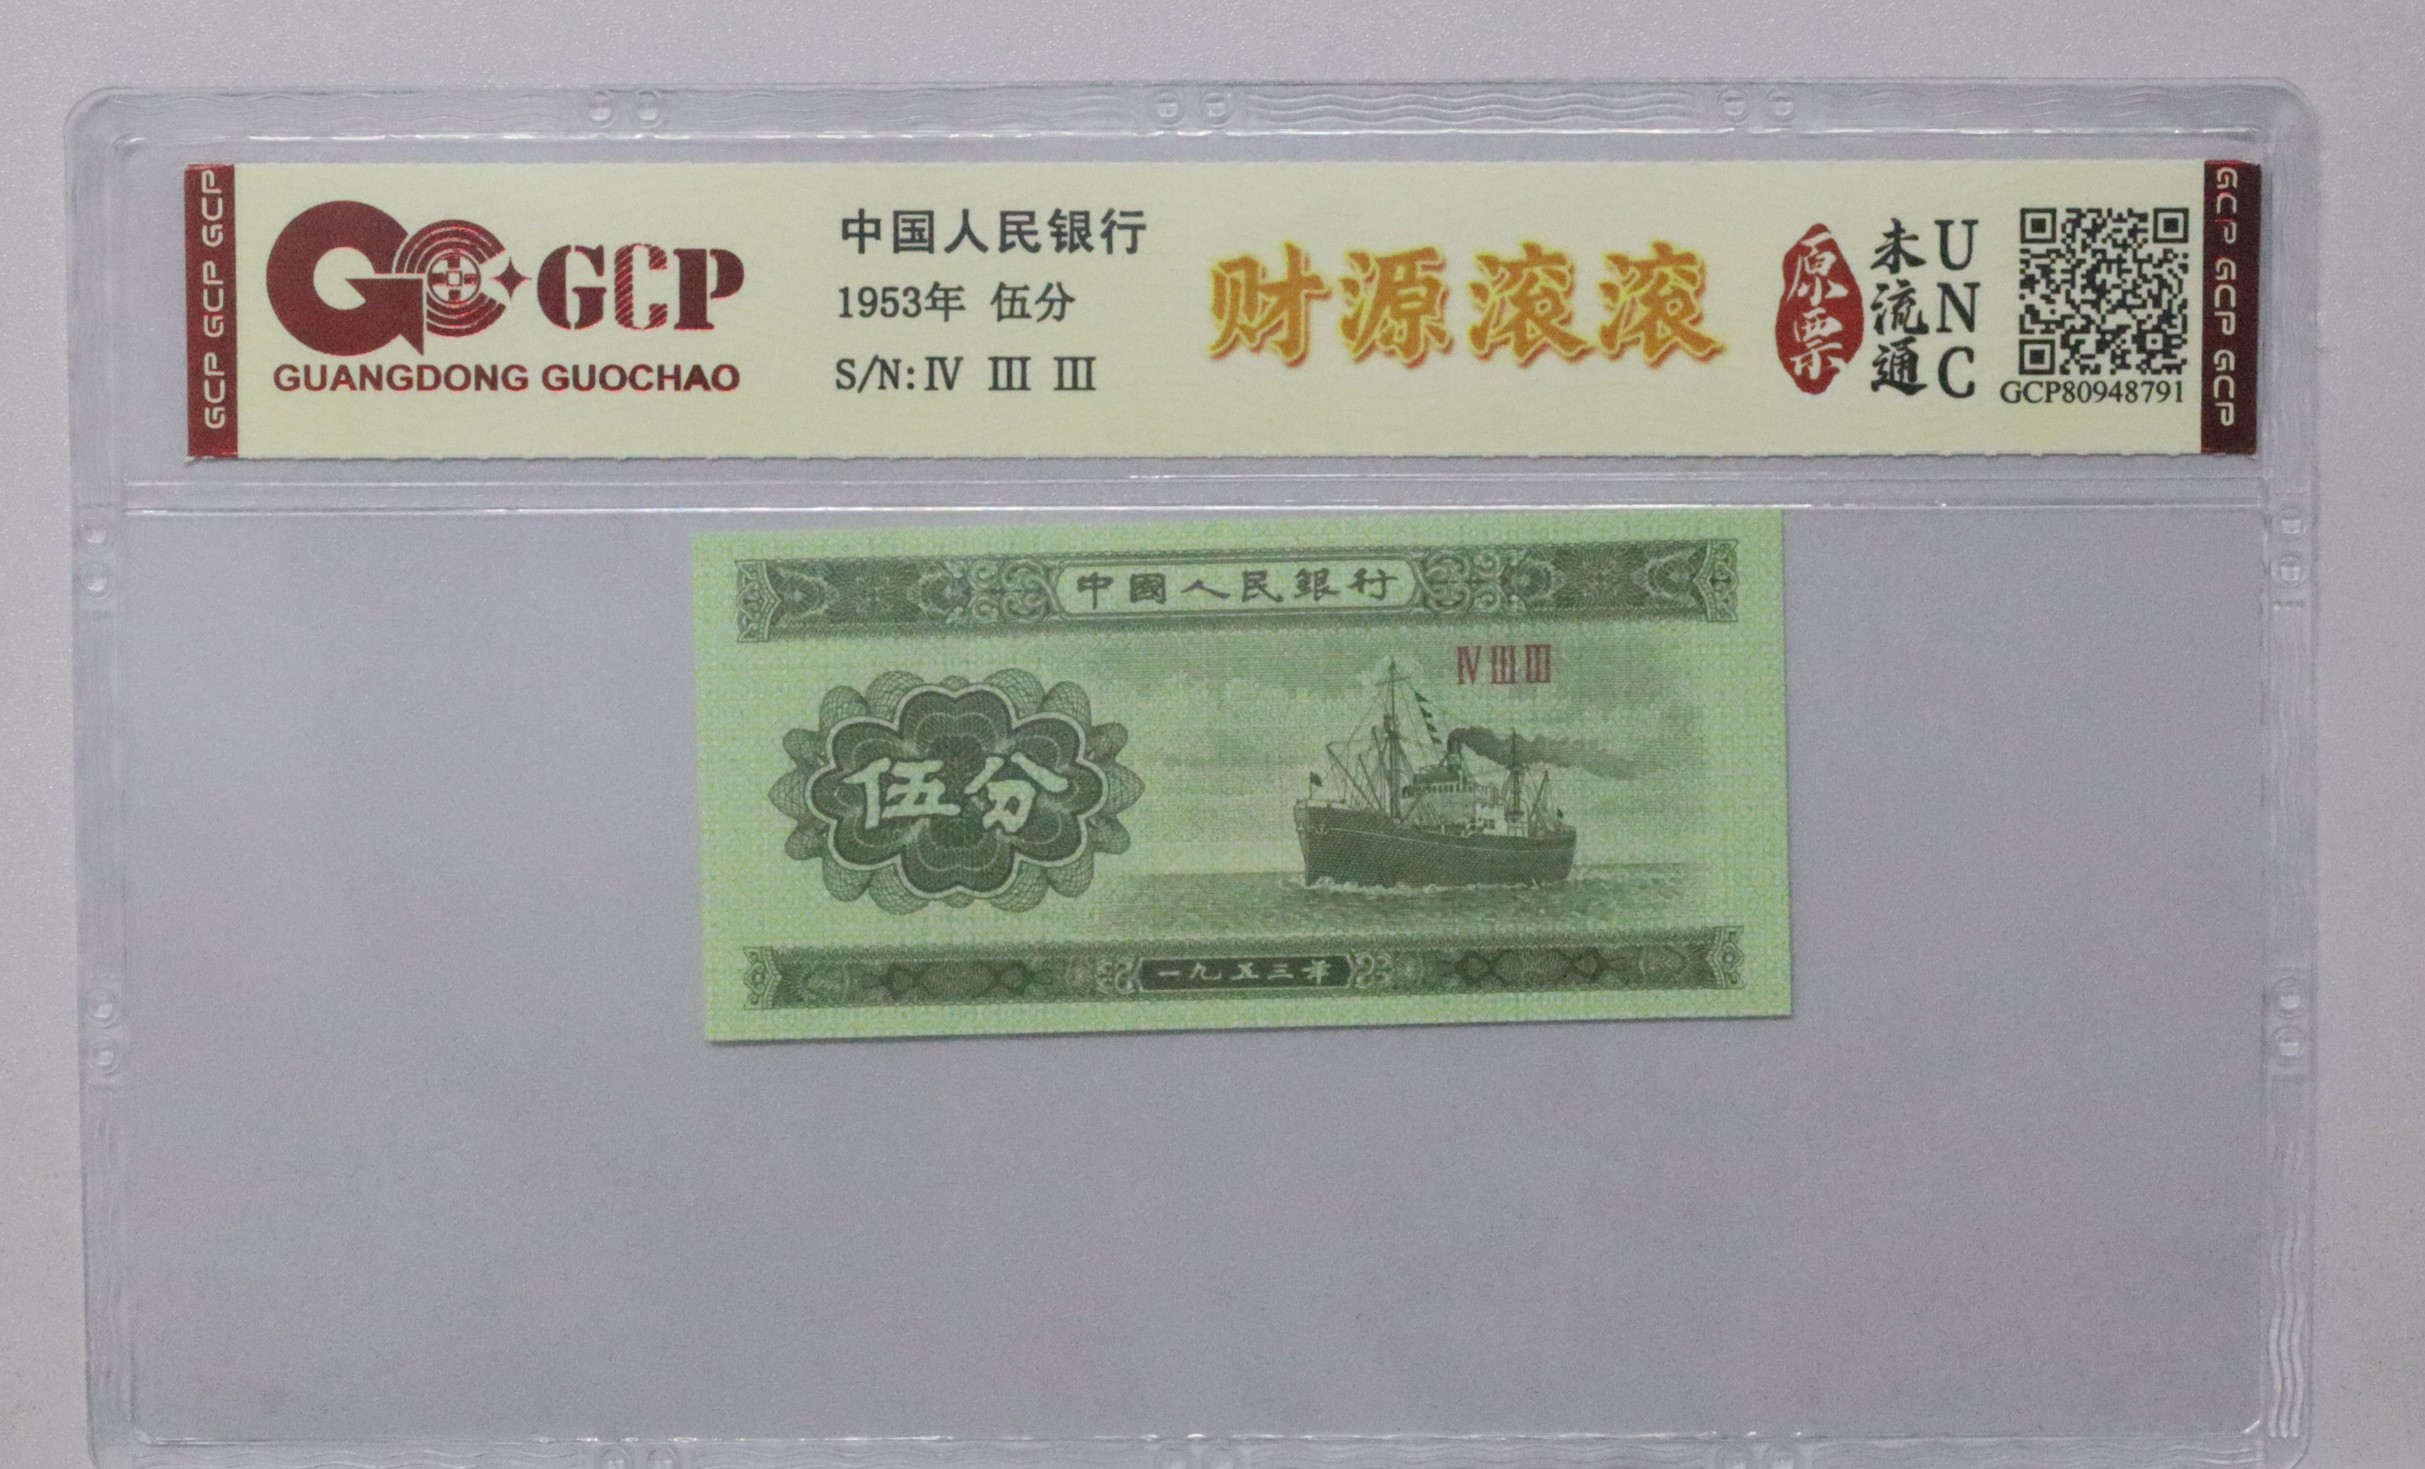 GCP GCP GCP
GCP
GUANGDONG GUOCHAO
中国人民银行
1953年 伍分
S/N: Ⅳ Ⅲ Ⅲ
财源滚滚
原票
未流通
UNC
GCP80948791
GCP GCP GCP
中國人民銀行
Ⅳ Ⅲ Ⅲ
伍分
一九五三年